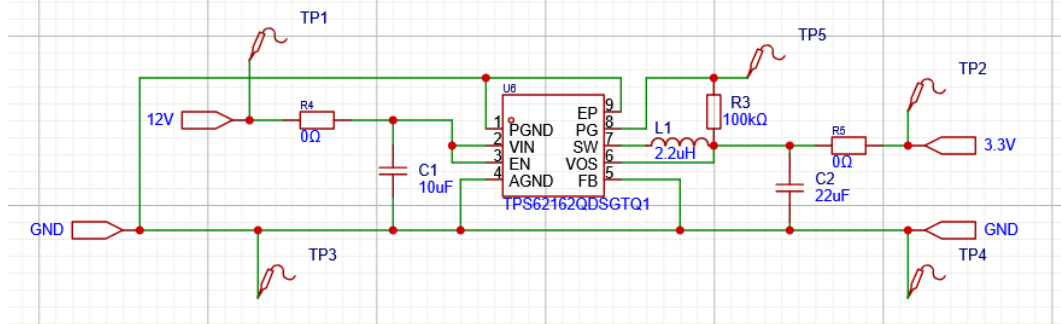 TP1
TP5
TP2
U6
12V
R4
0Ω
1
2
3
4
PGND
VIN
EN
AGND
EP
PG
SW
VOS
FB
9
8
7
6
5
TPS62162QDSGTQ1
L1
2.2uH
R3
100kΩ
R5
0Ω
3.3V
C1
10uF
C2
22uF
GND
TP3
GND
TP4